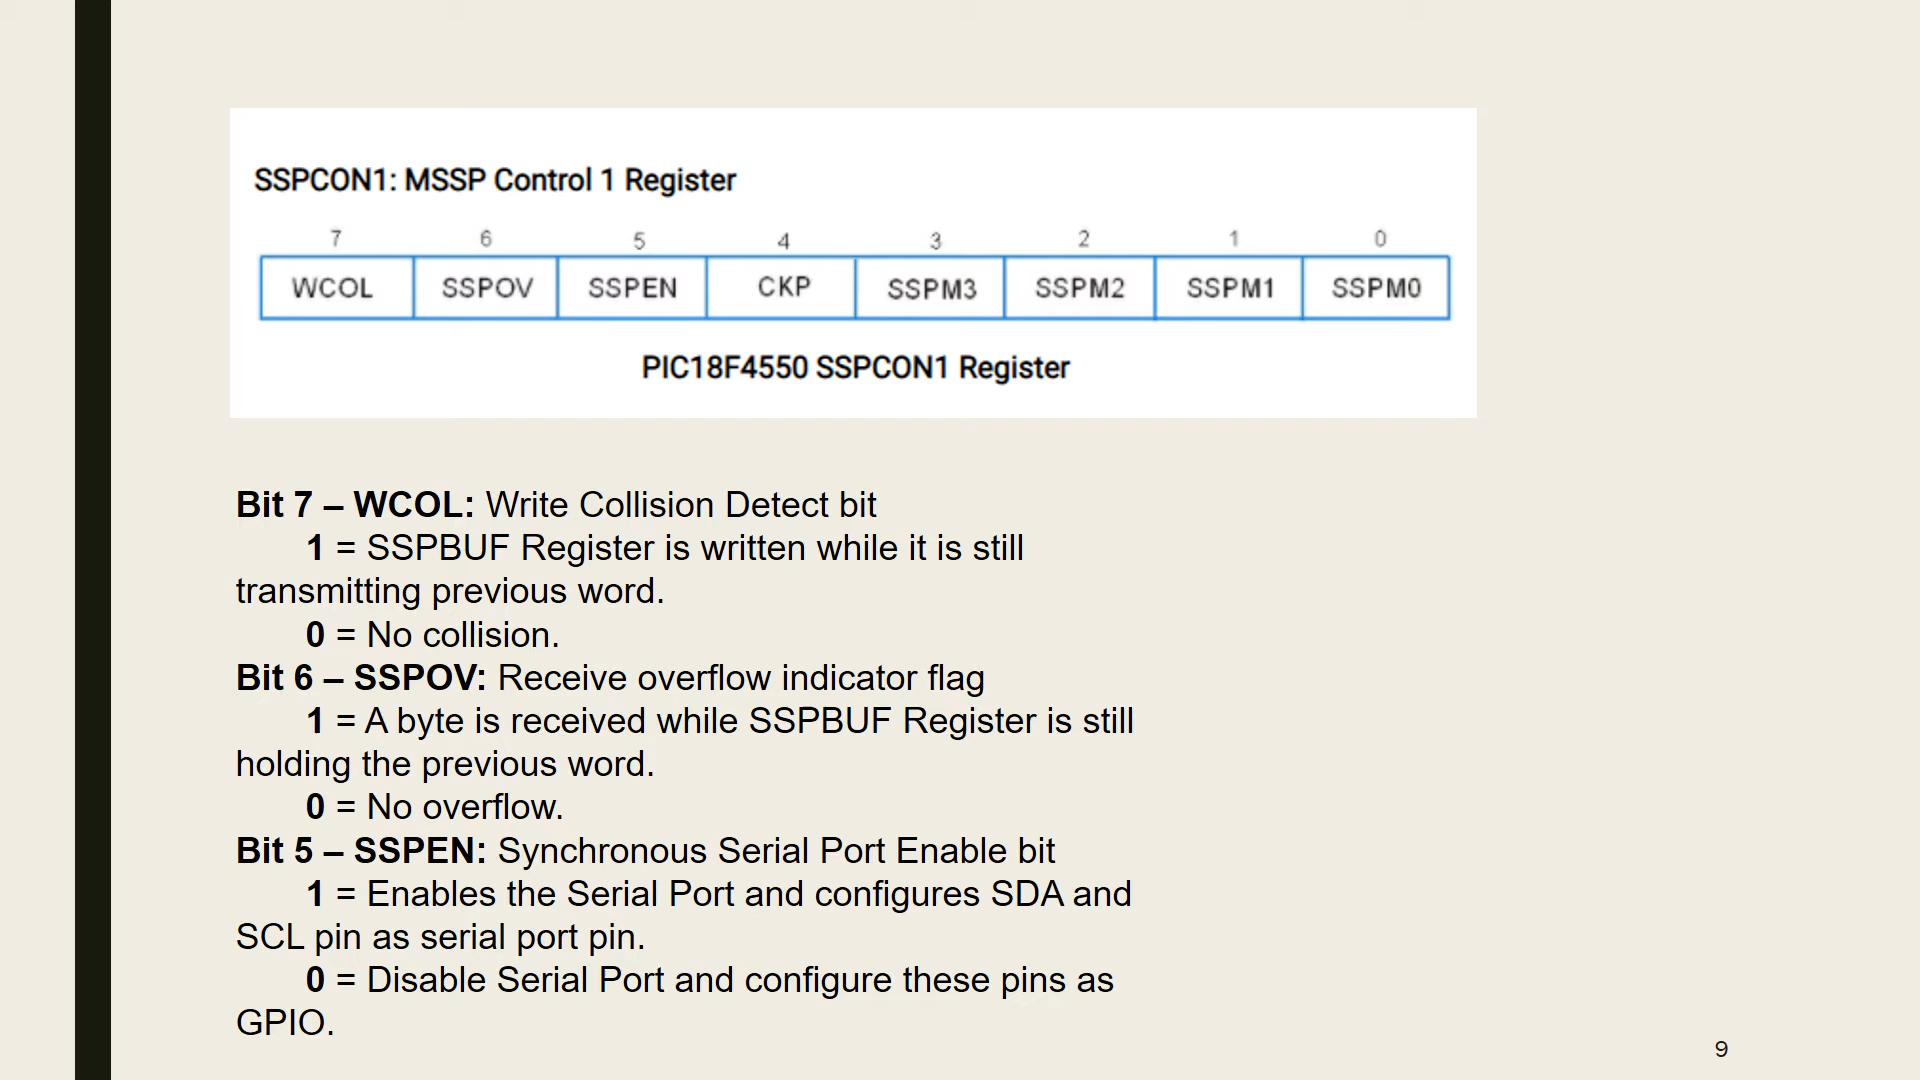 SSPCON1: MSSP Control 1 Register
7 6 5 4 3 2 1 0
WCOL SSPOV SSPEN CKP SSPM3 SSPM2 SSPM1 SSPM0
PIC18F4550 SSPCON1 Register
Bit 7 – WCOL: Write Collision Detect bit
1 = SSPBUF Register is written while it is still
transmitting previous word.
0 = No collision.
Bit 6 – SSPOV: Receive overflow indicator flag
1 = A byte is received while SSPBUF Register is still
holding the previous word.
0 = No overflow.
Bit 5 – SSPEN: Synchronous Serial Port Enable bit
1 = Enables the Serial Port and configures SDA and
SCL pin as serial port pin.
0 = Disable Serial Port and configure these pins as
GPIO.
9